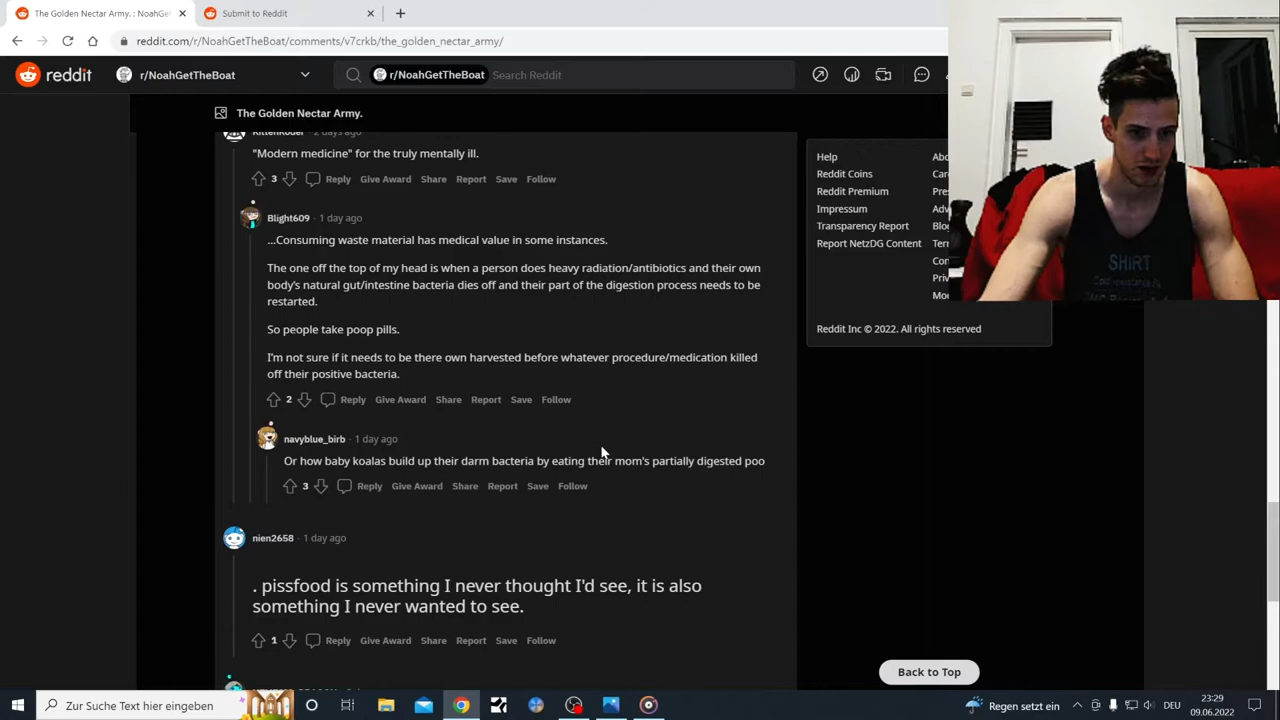 The Golden Nectar Army. : NoahGetTheBoat
Submit to Reddit
reddit.com/r/NoahGetTheBoat/comments/
golden_nectar_army
reddit
r/NoahGetTheBoat
r/NoahGetTheBoat
Search Reddit
The Golden Nectar Army.
KittenKoder · 2 days ago
"Modern medicine" for the truly mentally ill.
3 Reply Give Award Share Report Save Follow
Blight609 · 1 day ago
...Consuming waste material has medical value in some instances.
The one off the top of my head when a person does heavy radiation/antibiotics and their own
body's natural gut/intestine biome dies off and their part of the digestion process needs to be
restarted.
So people take poop pills.
I'm not sure if it needs to be there own harvested before whatever procedure/medication killed
off their positive bacteria.
2 Reply Give Award Share Report Save Follow
navyblue_birb · 1 day ago
Or how baby koalas build up their darm bacteria by eating their mom's partially digested poo
3 Reply Give Award Share Report Save Follow
nien2658 · 1 day ago
. pissfood is something I never thought I'd see, it is also
something I never wanted to see.
1 Reply Give Award Share Report Save Follow
Help
Reddit Coins
Reddit Premium
Impressum
Transparency Report
Report NetzDG Content
Reddit Inc © 2022. All rights reserved
Back to Top
SHIRT
Zur Suche Text hier eingeben
Regen setzt ein
DEU
23:29
09.06.2022